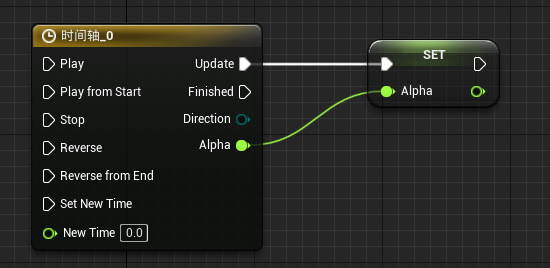 时间轴_0
Play
Update
Play from Start
Finished
Stop
Direction
Reverse
Alpha
Reverse from End
Set New Time
New Time 0.0
SET
Alpha